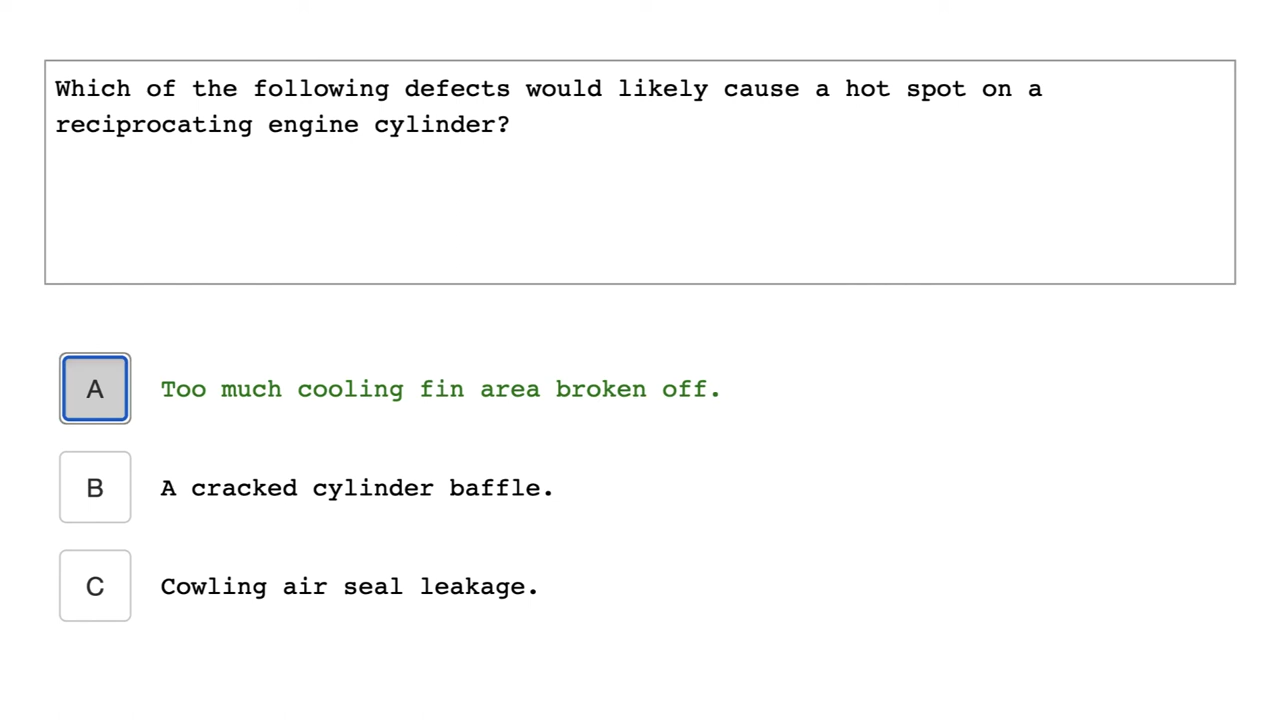 Which of the following defects would likely cause a hot spot on a
reciprocating engine cylinder?
A Too much cooling fin area broken off.
B A cracked cylinder baffle.
C Cowling air seal leakage.